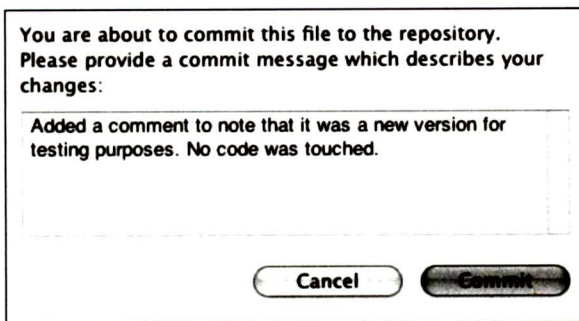 You are about to commit this file to the repository.
Please provide a commit message which describes your
changes:
Added a comment to note that it was a new version for
testing purposes. No code was touched.
Cancel
Commit